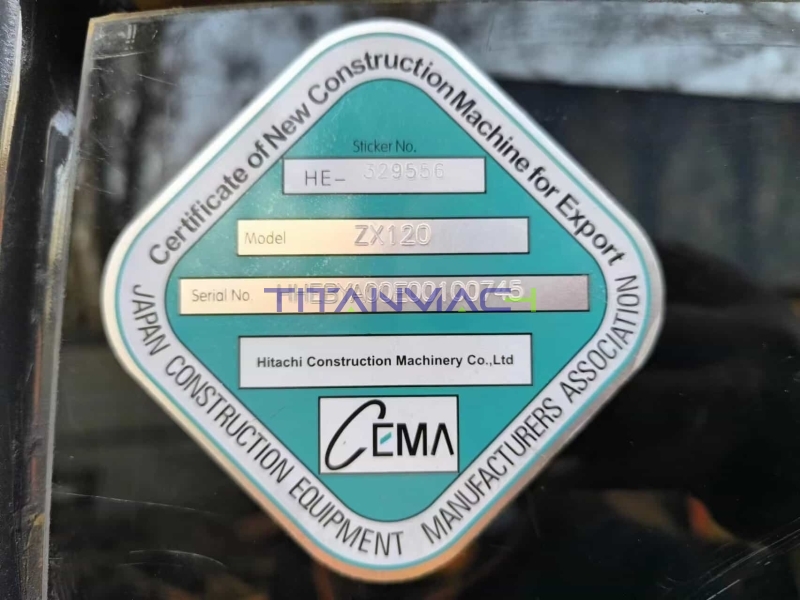 Certificate of New Construction Machine for Export
Sticker No.
HE- 329556
Model ZX120
Serial No
TITANMACH
Hitachi Construction Machinery Co.,Ltd
CEMA
JAPAN CONSTRUCTION EQUIPMENT MANUFACTURERS ASSOCIATION